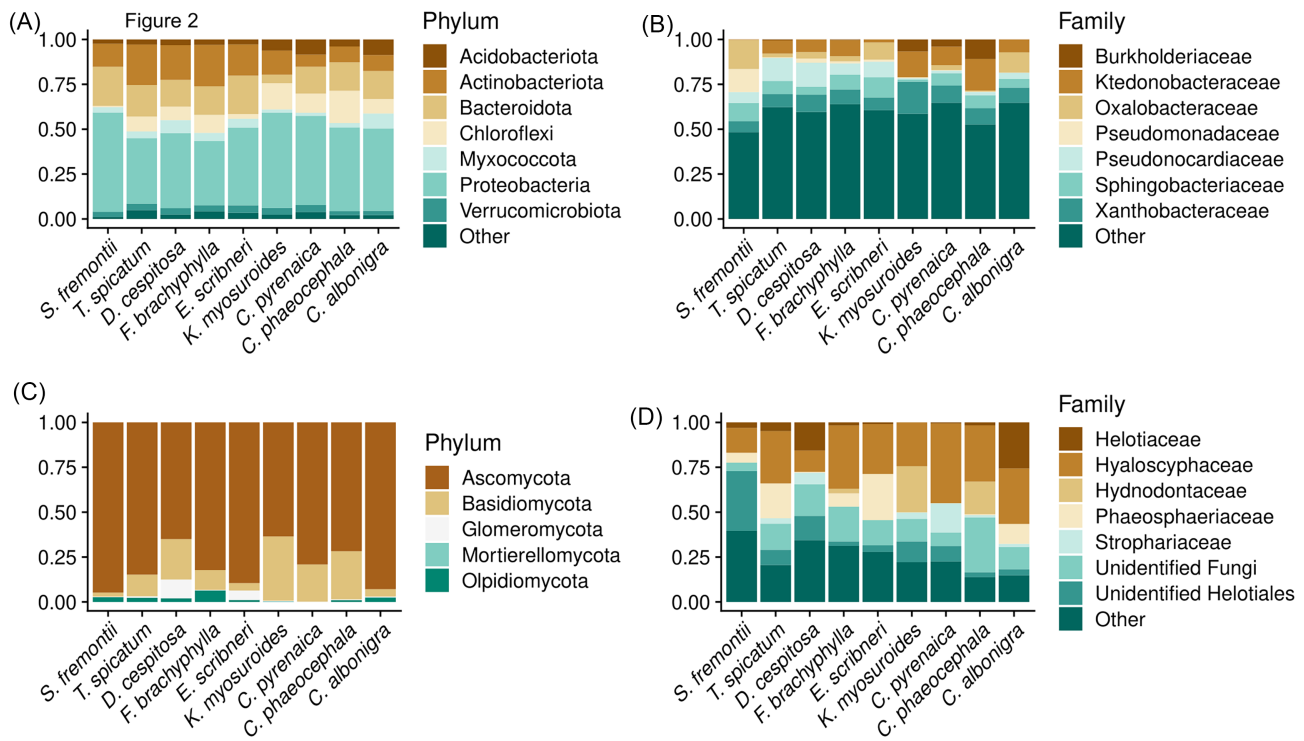 (A)
Figure 2
Phylum
1.00
0.75
0.50
0.25
0.00
Acidobacteriota
Actinobacteriota
Bacteroidota
Chloroflexi
Myxococcota
Proteobacteria
Verrucomicrobiota
Other
S. fremontii
T. spicatum
D. cespitosa
F. brachyphylla
E. scribneri
K. myosuroides
C. pyrenaica
C. phaeocephala
C. albonigra
(B)
Family
1.00
0.75
0.50
0.25
0.00
Burkholderiaceae
Ktedonobacteraceae
Oxalobacteraceae
Pseudomonadaceae
Pseudonocardiaceae
Sphingobacteriaceae
Xanthobacteraceae
Other
S. fremontii
T. spicatum
D. cespitosa
F. brachyphylla
E. scribneri
K. myosuroides
C. pyrenaica
C. phaeocephala
C. albonigra
(C)
Phylum
1.00
0.75
0.50
0.25
0.00
Ascomycota
Basidiomycota
Glomeromycota
Mortierellomycota
Olpidiomycota
S. fremontii
T. spicatum
D. cespitosa
F. brachyphylla
E. scribneri
K. myosuroides
C. pyrenaica
C. phaeocephala
C. albonigra
(D)
Family
1.00
0.75
0.50
0.25
0.00
Helotiaceae
Hyaloscyphaceae
Hydnodontaceae
Phaeosphaeriaceae
Strophariaceae
Unidentified Fungi
Unidentified Helotiales
Other
S. fremontii
T. spicatum
D. cespitosa
F. brachyphylla
E. scribneri
K. myosuroides
C. pyrenaica
C. phaeocephala
C. albonigra